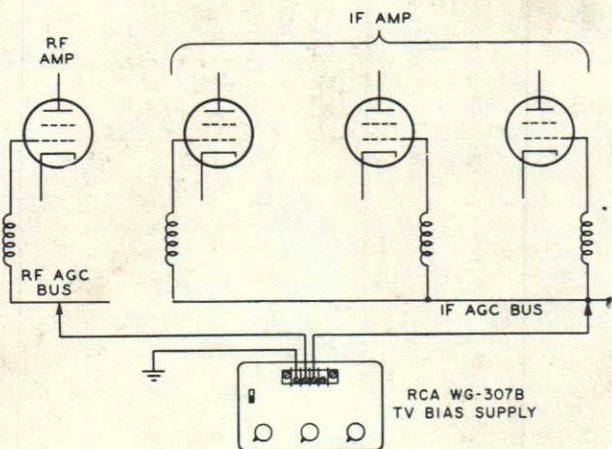 IF AMP
RF
AMP
RF AGC
BUS
IF AGC BUS
RCA WG-307B
TV BIAS SUPPLY